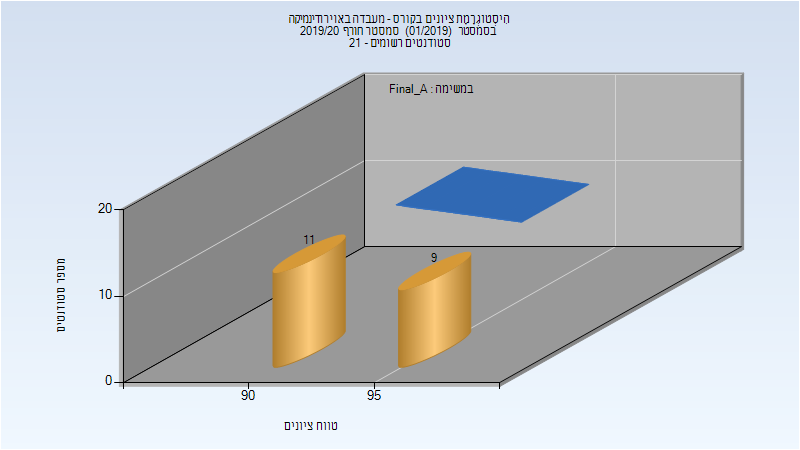 היסטוגרמת ציונים בקורס - מעבדה באוירודינמיקה
בסמסטר (01/2019) סמסטר חורף 2019/20
סטודנטים רשומים - 21
במשימה : Final_A
20
10
0
11
9
90
95
מספר סטודנטים
טווח ציונים